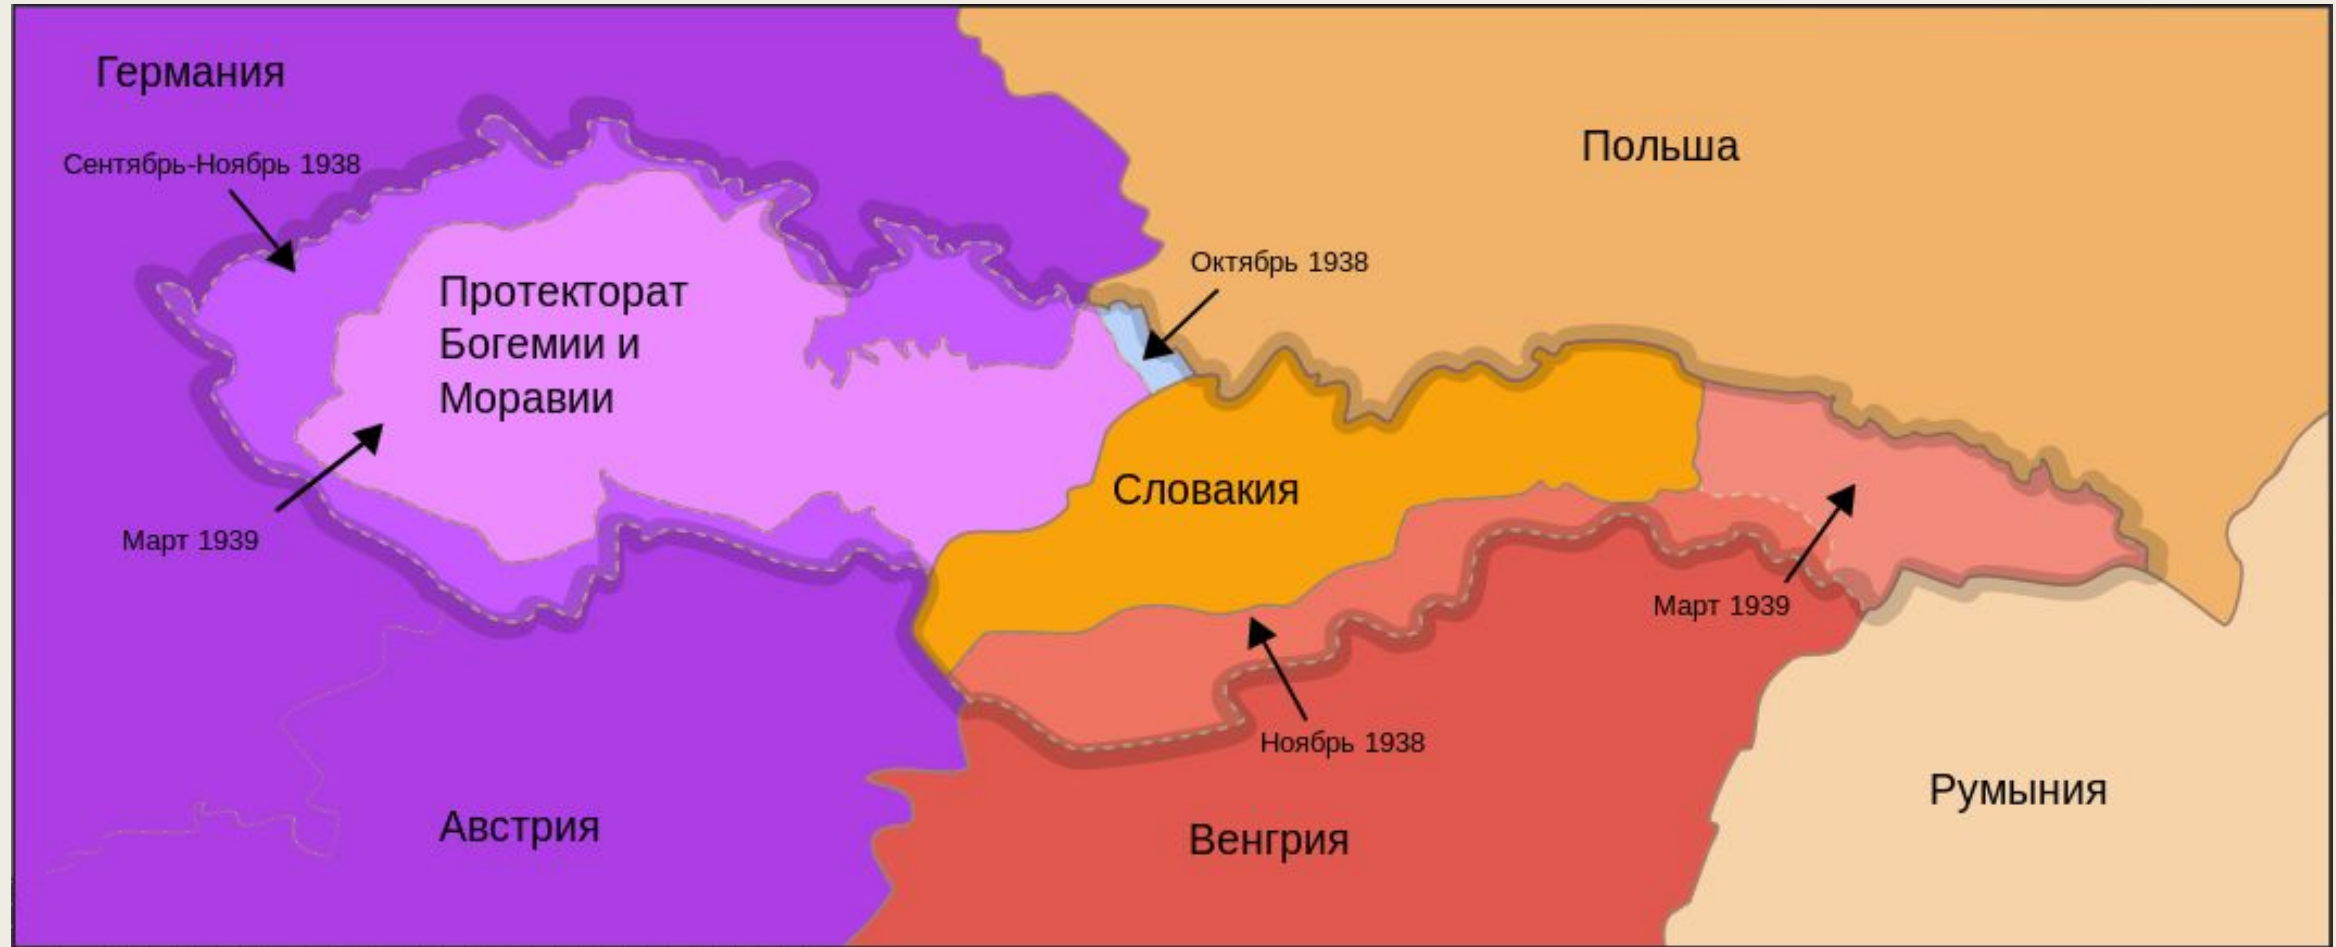 Германия
Польша
Сентябрь-Ноябрь 1938
Октябрь 1938
Протекторат
Богемии и
Моравии
Словакия
Март 1939
Март 1939
Ноябрь 1938
Румыния
Австрия
Венгрия